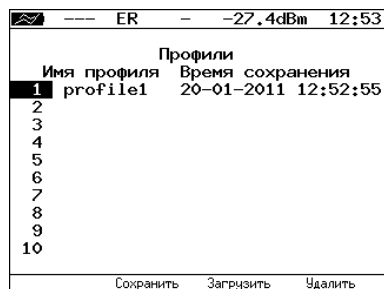 --- ER - -27.4dBm 12:53
Профили
Имя профиля Время сохранения
1 profile1 20-01-2011 12:52:55
2
3
4
5
6
7
8
9
10
Сохранить Загрузить Удалить